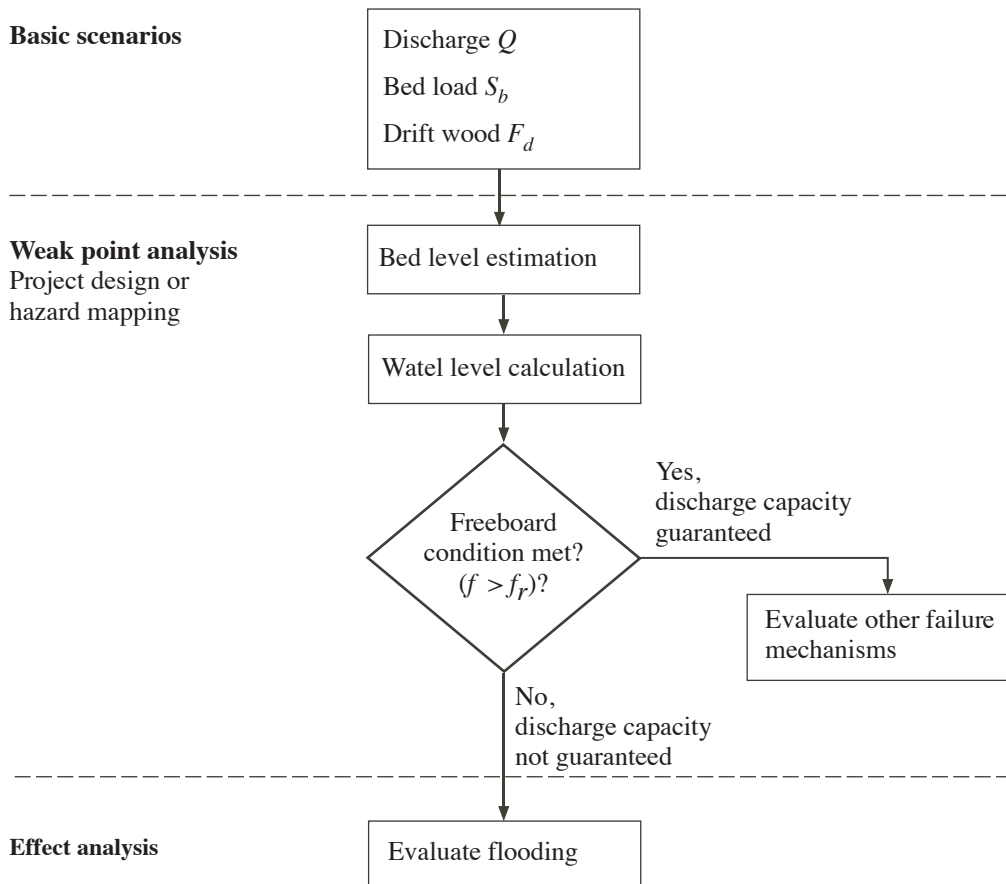 Basic scenarios
Discharge Q
Bed load S_b
Drift wood F_d
Weak point analysis
Project design or
hazard mapping
Bed level estimation
Watel level calculation
Freeboard
condition met?
(f > f_r)?
Yes,
discharge capacity
guaranteed
Evaluate other failure
mechanisms
No,
discharge capacity
not guaranteed
Effect analysis
Evaluate flooding